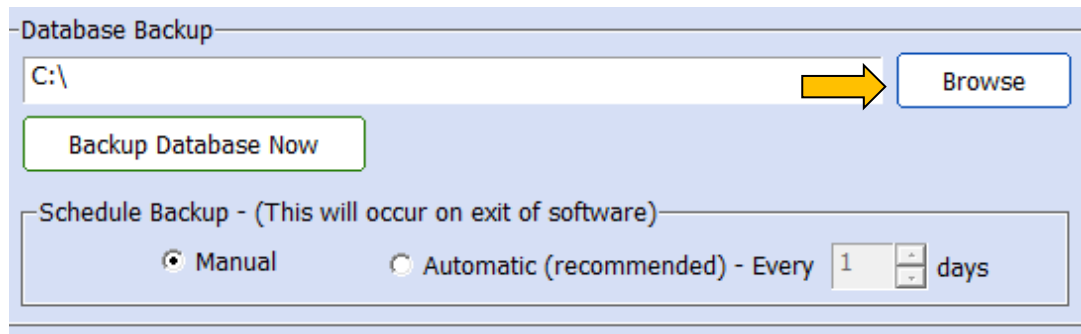 Database Backup
C:\
Browse
Backup Database Now
Schedule Backup - (This will occur on exit of software)
Manual
Automatic (recommended) - Every 1 days